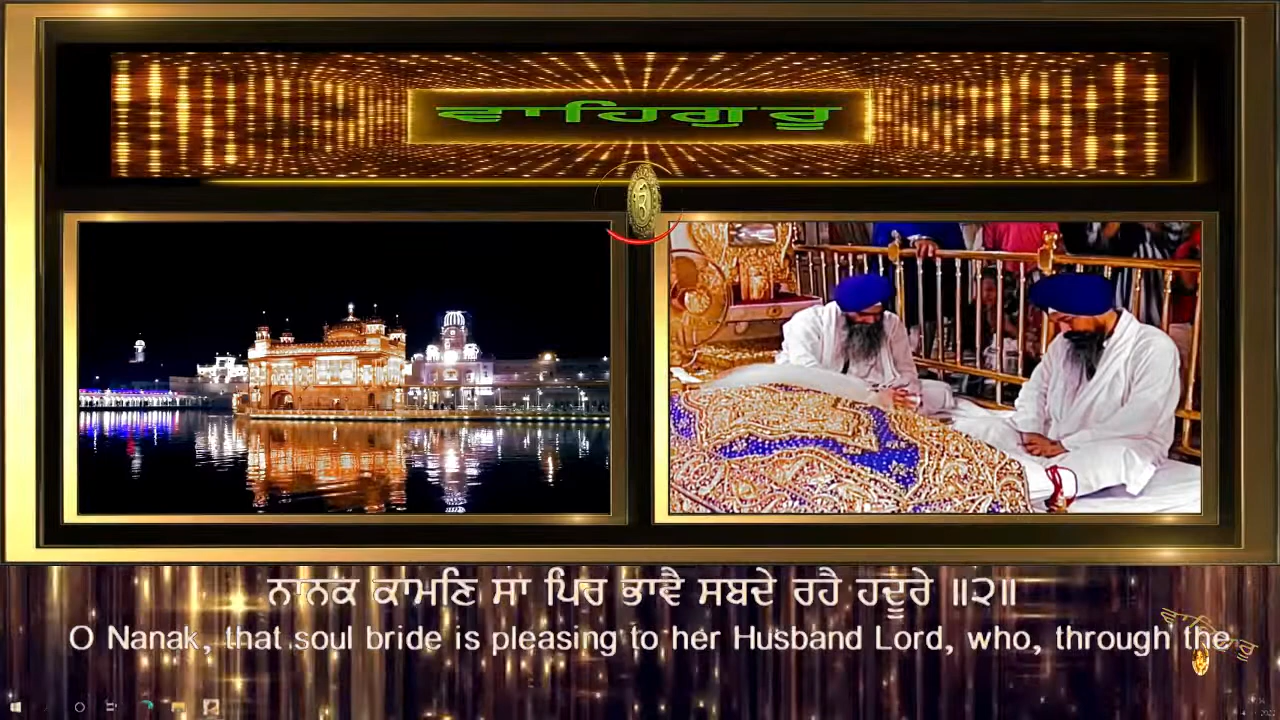 ਵਾਹਿਗੁਰੂ
ੴ
ਨਾਨਕ ਕਾਮਣਿ ਸਾ ਪਿਰ ਭਾਵੈ ਸਬਦੇ ਰਹੈ ਹਦੂਰੇ ॥੨॥
O Nanak, that soul bride is pleasing to her Husband Lord, who, through the
ਵਾਹਿਗੁਰੂ